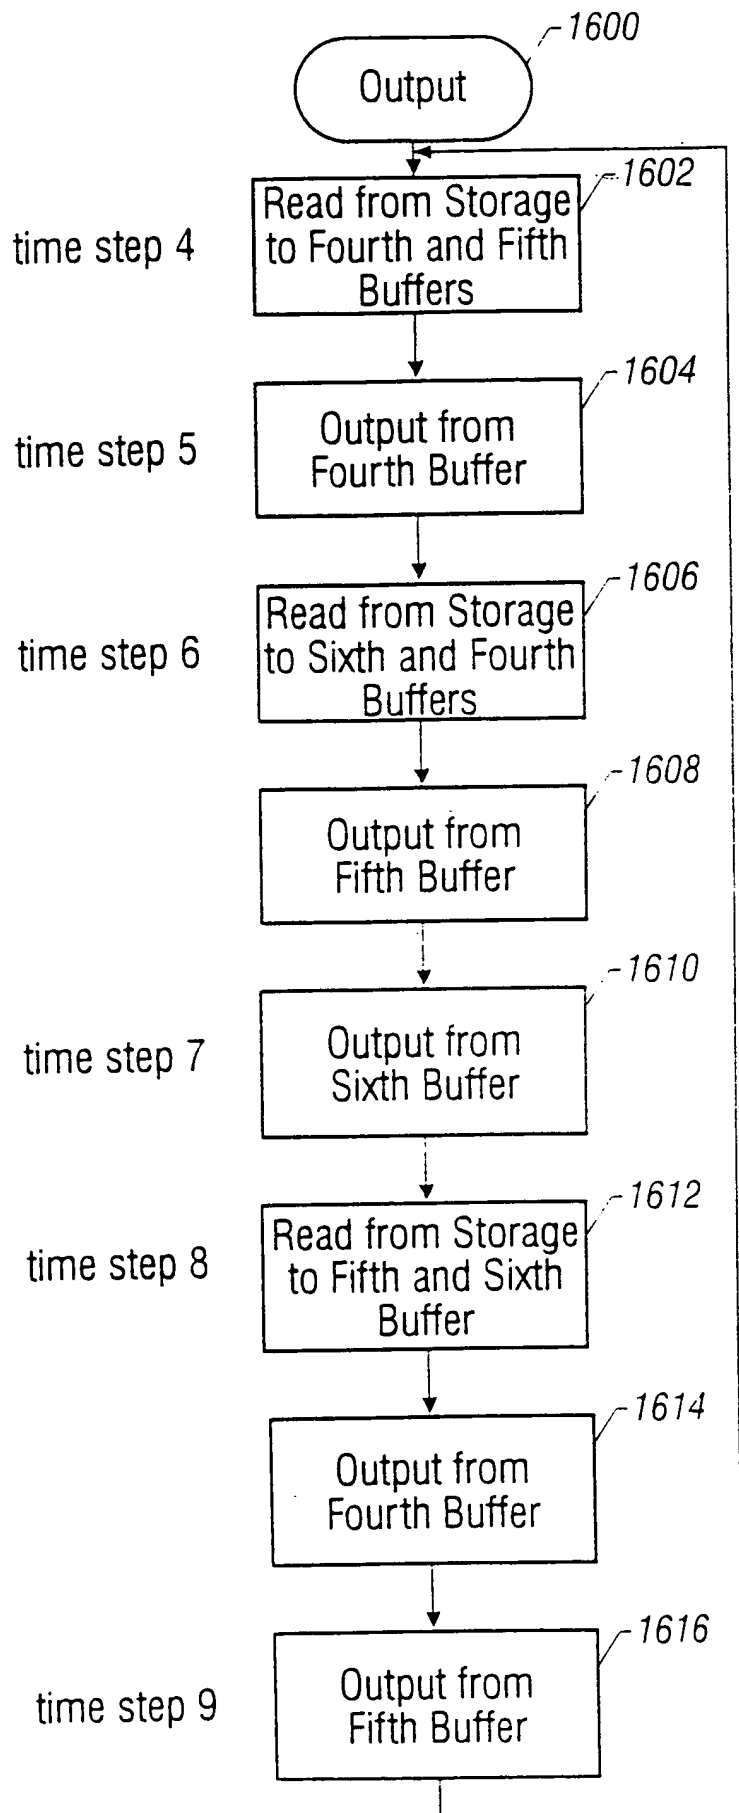 1600
Output
1602
Read from Storage
time step 4
to Fourth and Fifth
Buffers
1604
time step 5
Output from
Fourth Buffer
1606
Read from Storage
time step 6
to Sixth and Fourth
Buffers
1608
Output from
Fifth Buffer
1610
time step 7
Output from
Sixth Buffer
1612
Read from Storage
time step 8
to Fifth and Sixth
Buffer
1614
Output from
Fourth Buffer
1616
time step 9
Output from
Fifth Buffer